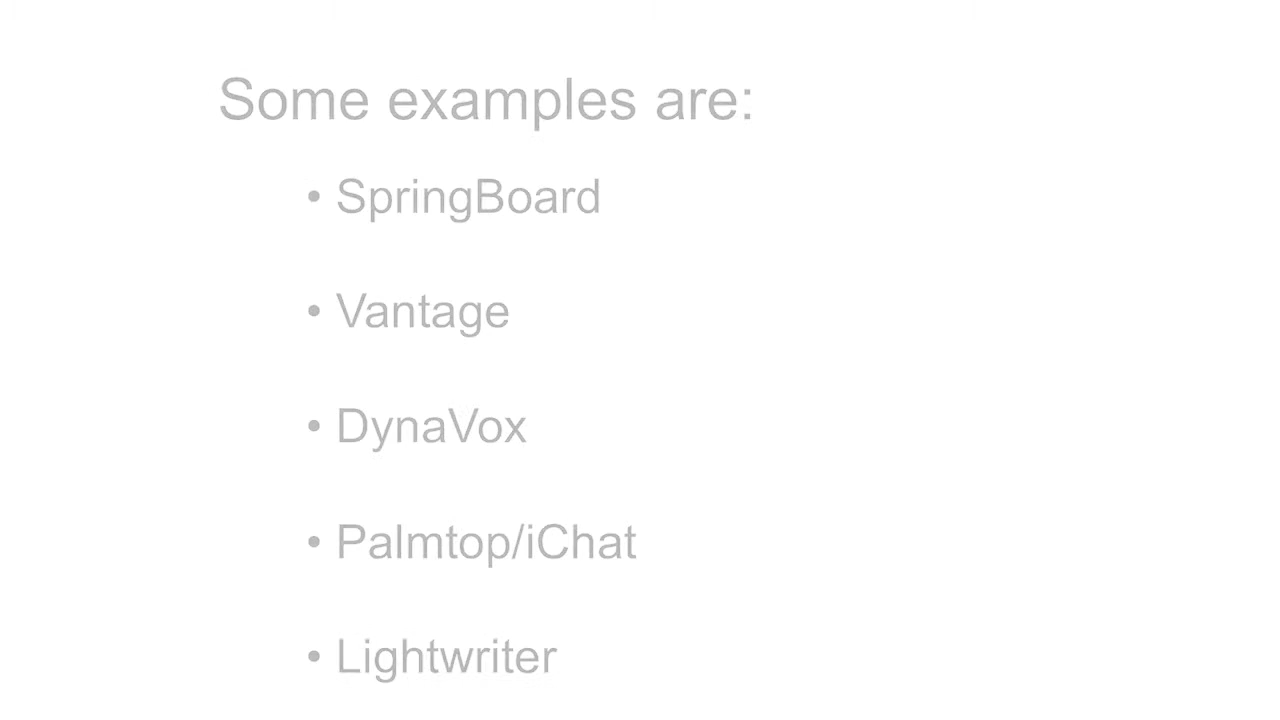 Some examples are:
• SpringBoard
• Vantage
• DynaVox
• Palmtop/iChat
• Lightwriter